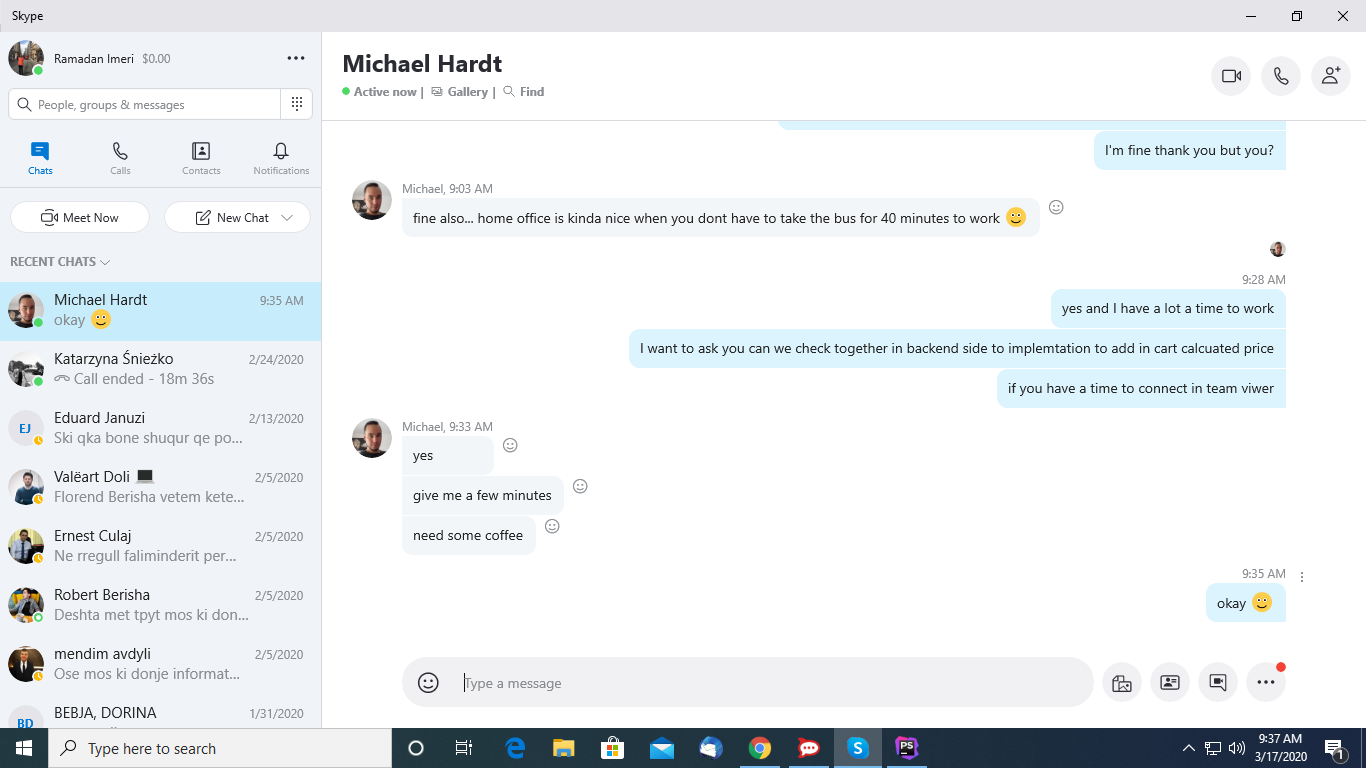 Skype
Ramadan Imeri $0.00
People, groups & messages
Chats
Calls
Contacts
Notifications
Meet Now
New Chat
RECENT CHATS
Michael Hardt 9:35 AM
okay
Katarzyna Śnieżko 2/24/2020
Call ended - 18m 36s
EJ
Eduard Januzi 2/13/2020
Ski qka bone shuqur qe po...
Valëart Doli 2/5/2020
Florend Berisha vetem kete...
Ernest Culaj 2/5/2020
Ne rregull faliminderit per...
Robert Berisha 2/5/2020
Deshta met tpyt mos ki don...
mendim avdyli 2/5/2020
Ose mos ki donje informat...
BEBJA, DORINA 1/31/2020
BD
Michael Hardt
Active now | Gallery | Find
I'm fine thank you but you?
Michael, 9:03 AM
fine also... home office is kinda nice when you dont have to take the bus for 40 minutes to work
9:28 AM
yes and I have a lot a time to work
I want to ask you can we check together in backend side to implemtation to add in cart calcuated price
if you have a time to connect in team viwer
Michael, 9:33 AM
yes
give me a few minutes
need some coffee
9:35 AM
okay
Type a message
Type here to search
PS
9:37 AM
3/17/2020
1